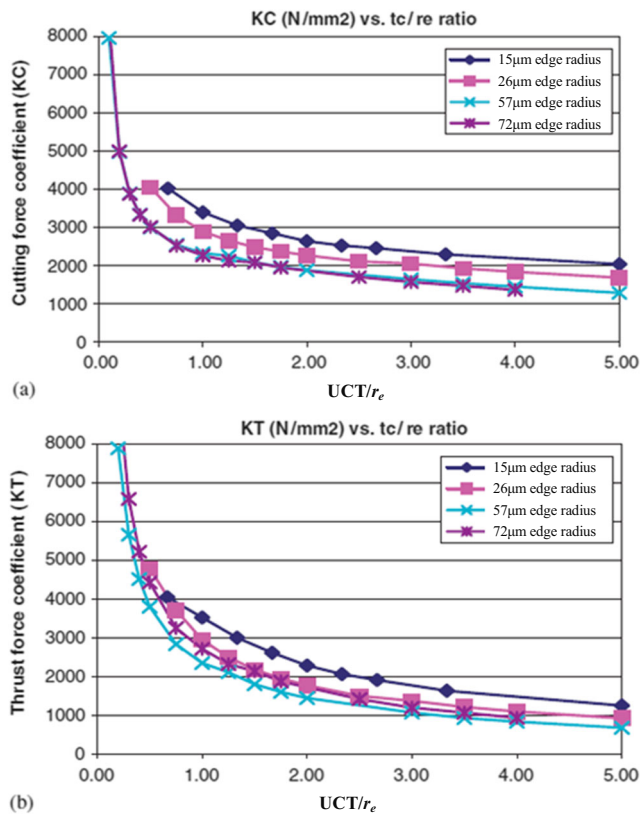 KC (N/mm2) vs. tc/ re ratio
Cutting force coefficient (KC)
8000
7000
6000
5000
4000
3000
2000
1000
0
15μm edge radius
26μm edge radius
57μm edge radius
72μm edge radius
0.00 1.00 2.00 3.00 4.00 5.00
(a)
UCT/re
KT (N/mm2) vs. tc/ re ratio
Thrust force coefficient (KT)
8000
7000
6000
5000
4000
3000
2000
1000
0
15μm edge radius
26μm edge radius
57μm edge radius
72μm edge radius
0.00 1.00 2.00 3.00 4.00 5.00
(b)
UCT/re